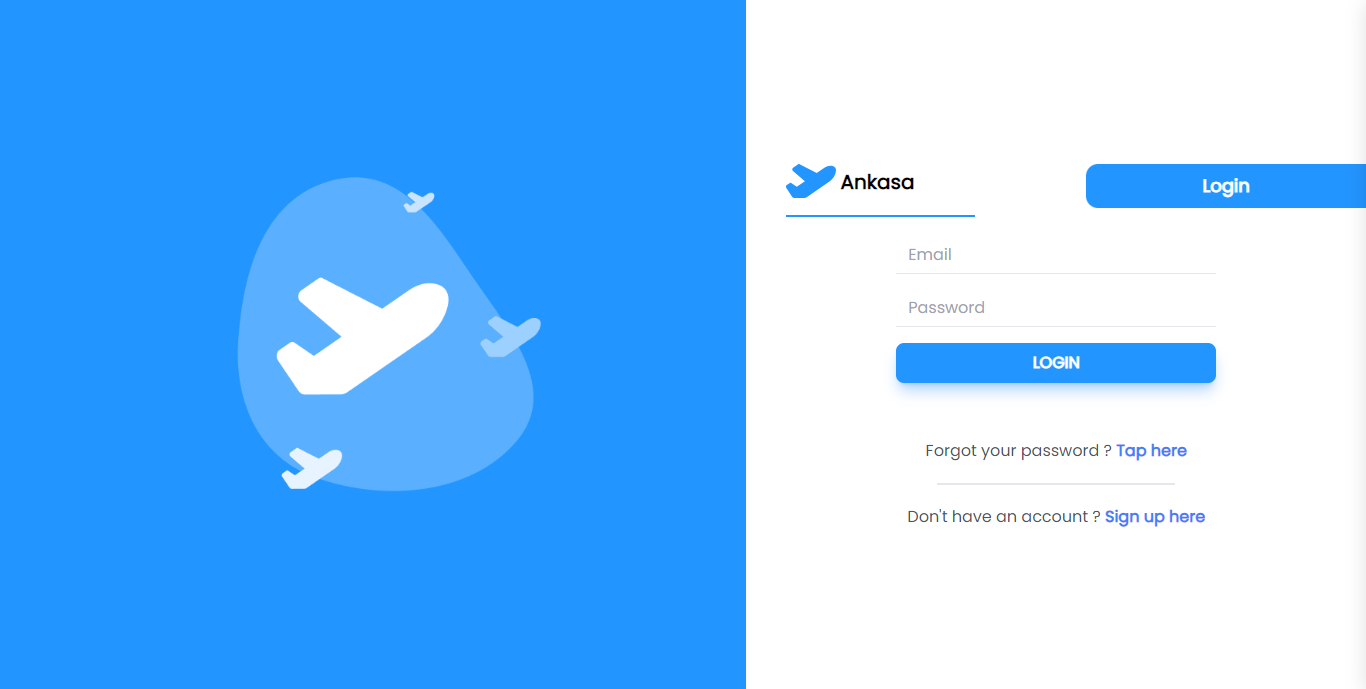 Ankasa
Login
Email
Password
LOGIN
Forgot your password ? Tap here
Don't have an account ? Sign up here